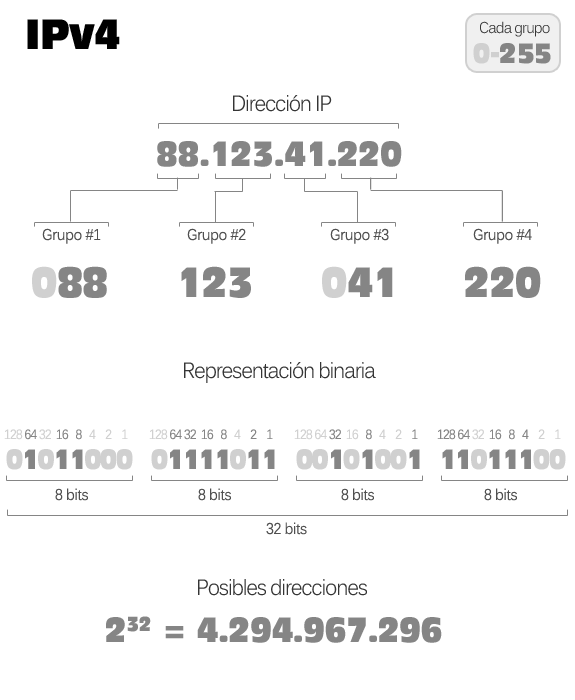 IPv4
Cada grupo
0-255
Dirección IP
88.123.41.220
Grupo #1 Grupo #2 Grupo #3 Grupo #4
088 123 041 220
Representación binaria
128 64 32 16 8 4 2 1 128 64 32 16 8 4 2 1 128 64 32 16 8 4 2 1 128 64 32 16 8 4 2 1
01011000 01111011 00101001 11011100
8 bits 8 bits 8 bits 8 bits
32 bits
Posibles direcciones
2³² = 4.294.967.296